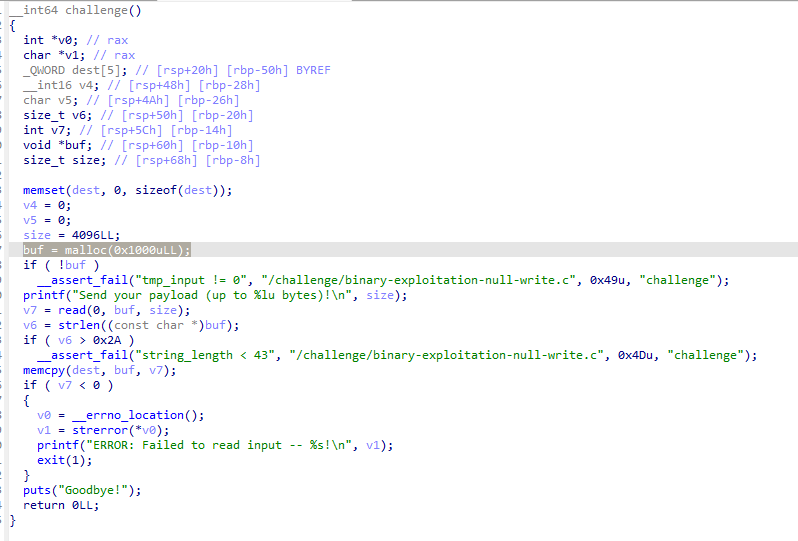 __int64 challenge()
{
  int *v0; // rax
  char *v1; // rax
  _QWORD dest[5]; // [rsp+20h] [rbp-50h] BYREF
  __int16 v4; // [rsp+48h] [rbp-28h]
  char v5; // [rsp+4Ah] [rbp-26h]
  size_t v6; // [rsp+50h] [rbp-20h]
  int v7; // [rsp+5Ch] [rbp-14h]
  void *buf; // [rsp+60h] [rbp-10h]
  size_t size; // [rsp+68h] [rbp-8h]

  memset(dest, 0, sizeof(dest));
  v4 = 0;
  v5 = 0;
  size = 4096LL;
  buf = malloc(0x1000uLL);
  if ( !buf )
    __assert_fail("tmp_input != 0", "/challenge/binary-exploitation-null-write.c", 0x49u, "challenge");
  printf("Send your payload (up to %lu bytes)!\n", size);
  v7 = read(0, buf, size);
  v6 = strlen((const char *)buf);
  if ( v6 > 0x2A )
    __assert_fail("string_length < 43", "/challenge/binary-exploitation-null-write.c", 0x4Du, "challenge");
  memcpy(dest, buf, v7);
  if ( v7 < 0 )
  {
    v0 = __errno_location();
    v1 = strerror(*v0);
    printf("ERROR: Failed to read input -- %s!\n", v1);
    exit(1);
  }
  puts("Goodbye!");
  return 0LL;
}